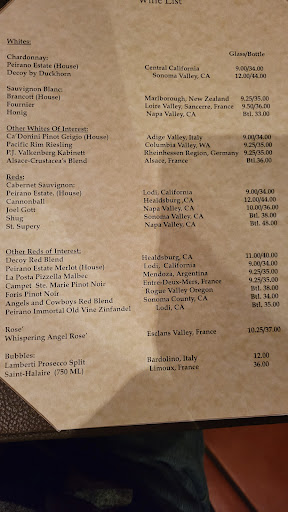 Wine List
Whites:
Glass/Bottle
Chardonnay:
Peirano Estate (House) Central California 9.00/34.00
Decoy by Duckhorn Sonoma Valley, CA 12.00/44.00
Sauvignon Blanc:
Brancott (House) Marlborough, New Zealand 9.25/35.00
Fournier Loire Valley, Sancerre, France 9.50/36.00
Honig Napa Valley, CA Btl. 33.00
Other Whites Of Interest:
Ca'Donini Pinot Grigio (House) Adige Valley, Italy 9.00/34.00
Pacific Rim Riesling Columbia Valley, WA 9.25/35.00
P.J. Valkenberg Kabinett Rheinhessen Region, Germany 9.25/35.00
Alsace-Crustacea's Blend Alsace, France Btl.36.00
Reds:
Cabernet Sauvignon:
Peirano Estate, (House) Lodi, California 9.00/34.00
Cannonball Healdsburg ,CA 12.00/44.00
Joel Gott Napa Valley, CA 10.00/36.00
Shug Sonoma Valley, CA Btl. 38.00
St. Supery Napa Valley, CA Btl. 48.00
Other Reds of Interest:
Decoy Red Blend Healdsburg, CA 11.00/40.00
Peirano Estate Merlot (House) Lodi, California 9.00/34.00
La Posta Pizzella Malbec Mendoza, Argentina 9.25/35.00
Campet Ste. Marie Pinot Noir Entre-Deux-Mers, France 9.25/35.00
Foris Pinot Noir Rogue Valley Oregon Btl. 38.00
Angels and Cowboys Red Blend Sonoma County, CA Btl. 34.00
Peirano Immortal Old Vine Zinfandel Lodi, CA Btl. 35.00
Rose'
Whispering Angel Rose' Esclans Valley, France 10.25/37.00
Bubbles:
Lamberti Prosecco Split Bardolino, Italy 12.00
Saint-Halaire (750 ML) Limoux, France 36.00